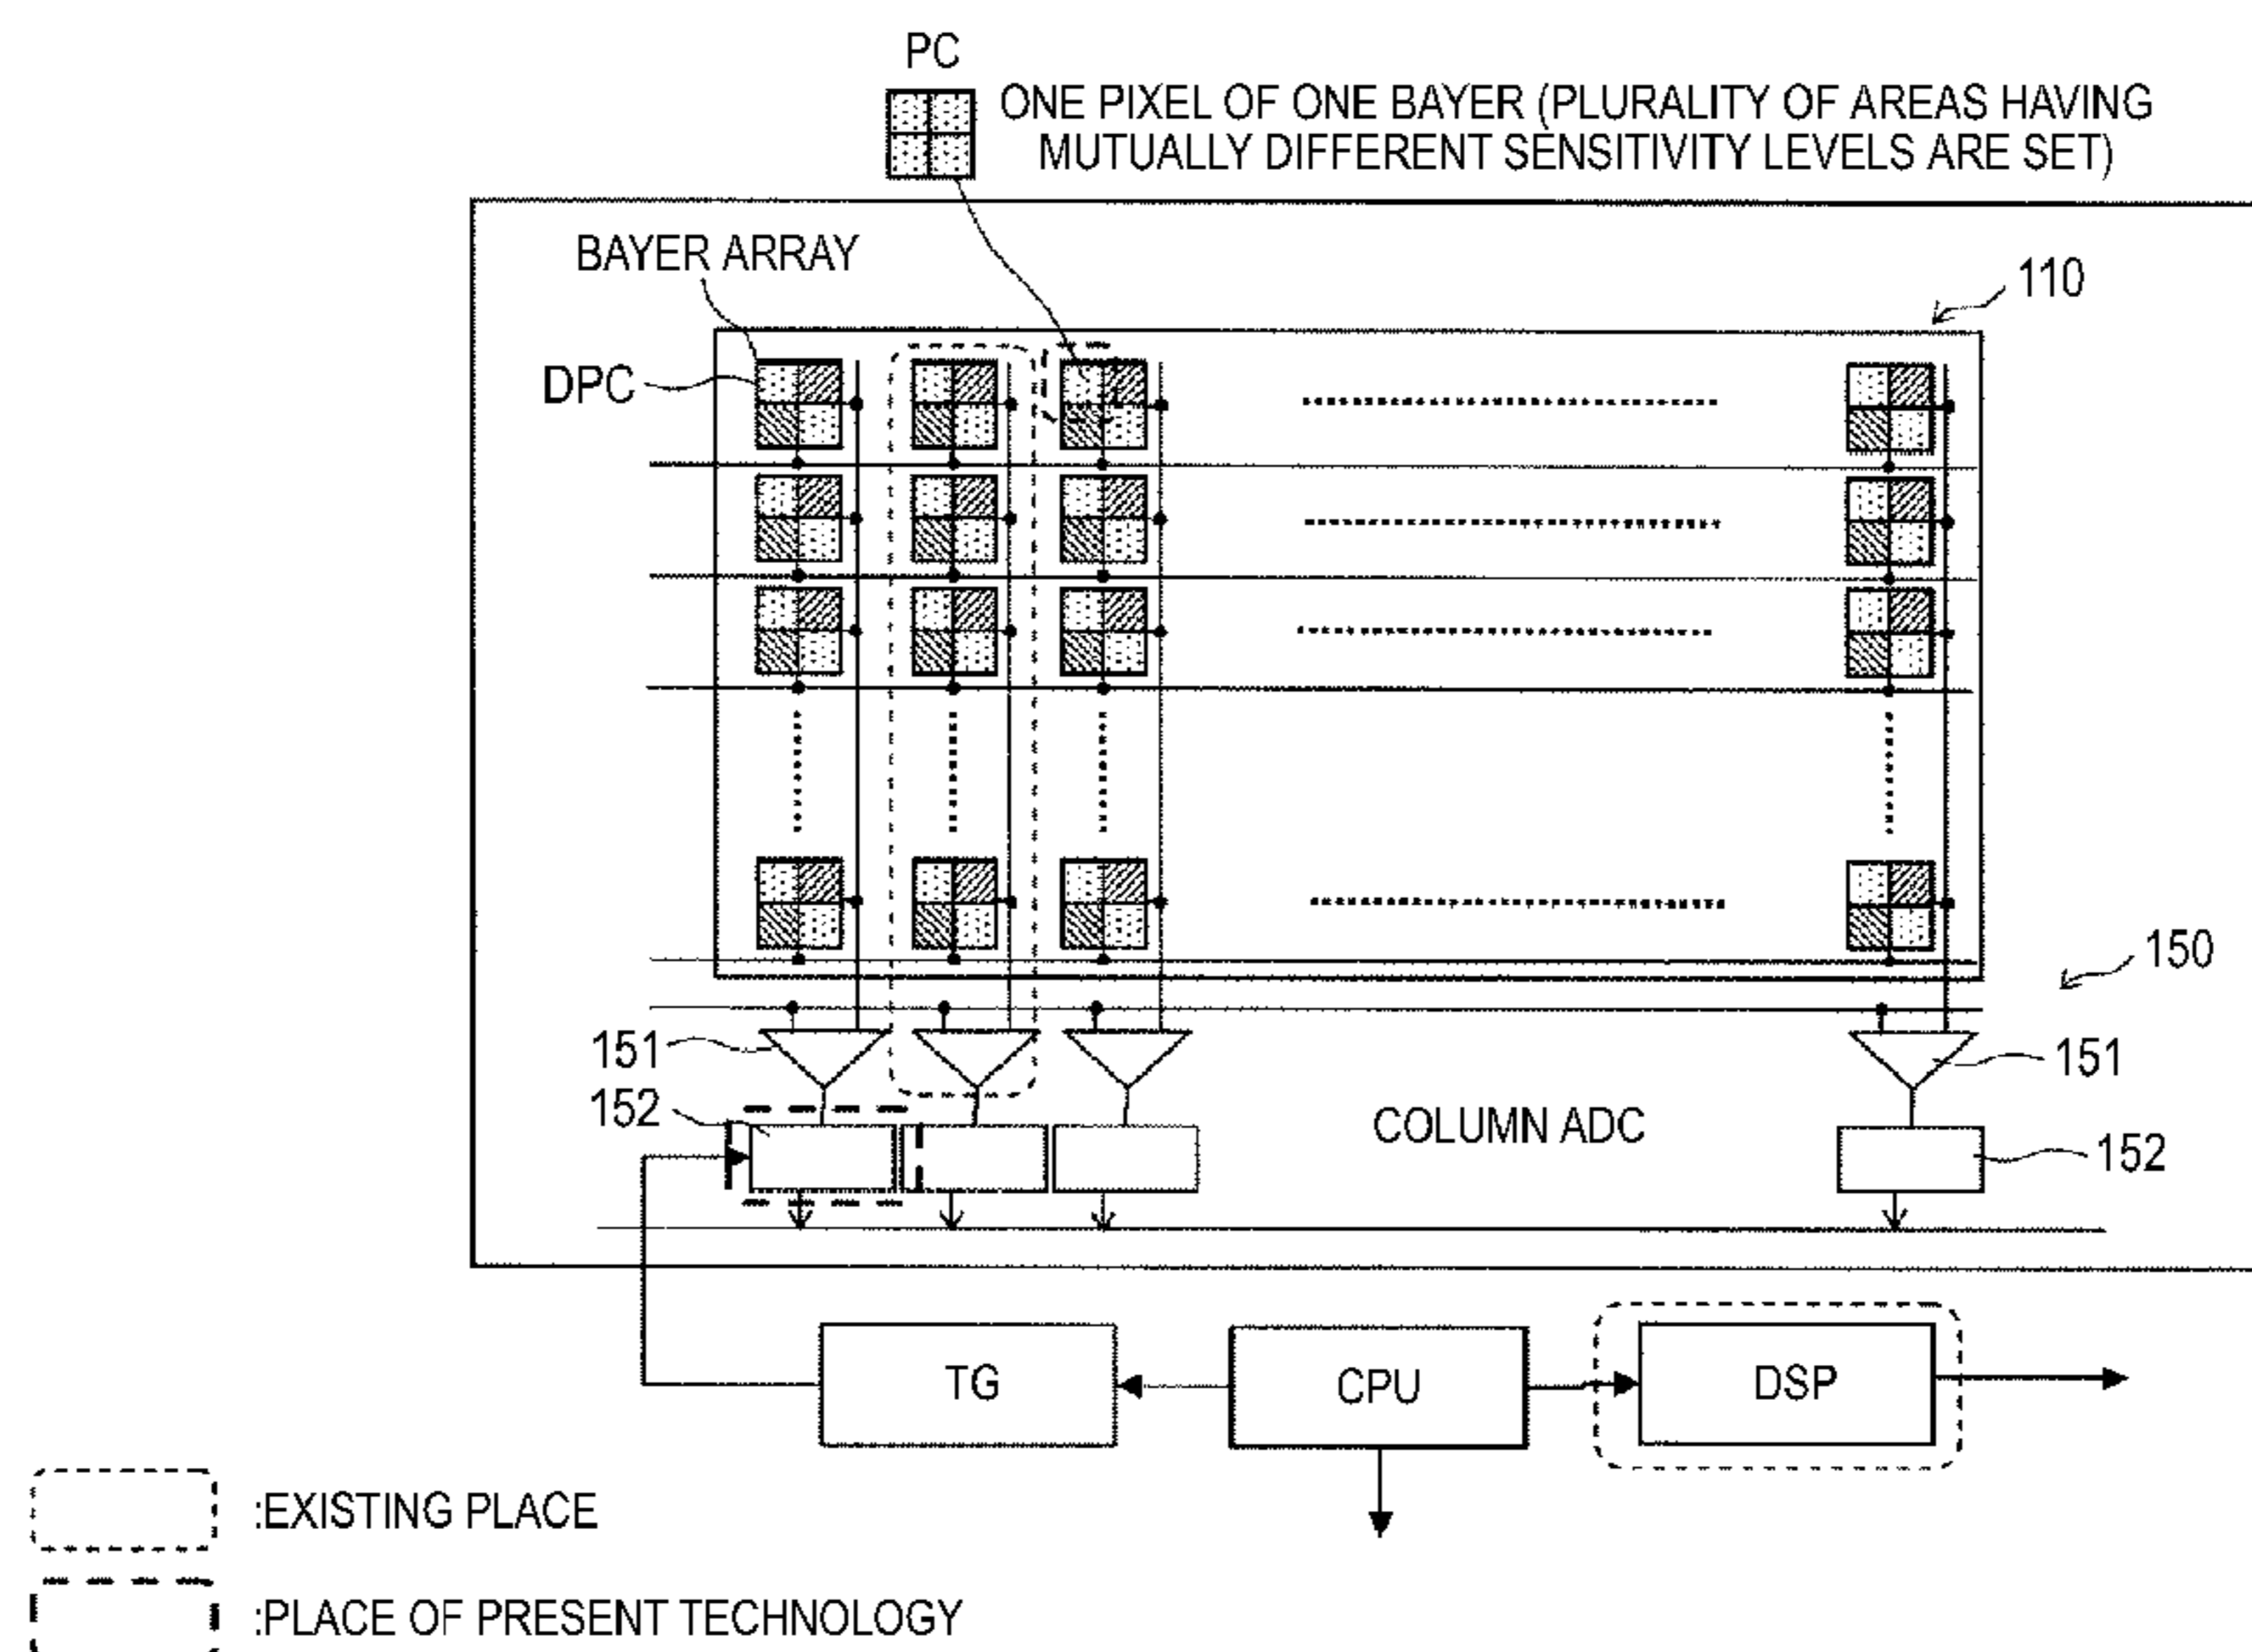 PC
ONE PIXEL OF ONE BAYER (PLURALITY OF AREAS HAVING
MUTUALLY DIFFERENT SENSITIVITY LEVELS ARE SET)
BAYER ARRAY
110
DPC
150
151
151
152
COLUMN ADC
152
TG
CPU
DSP
:EXISTING PLACE
:PLACE OF PRESENT TECHNOLOGY